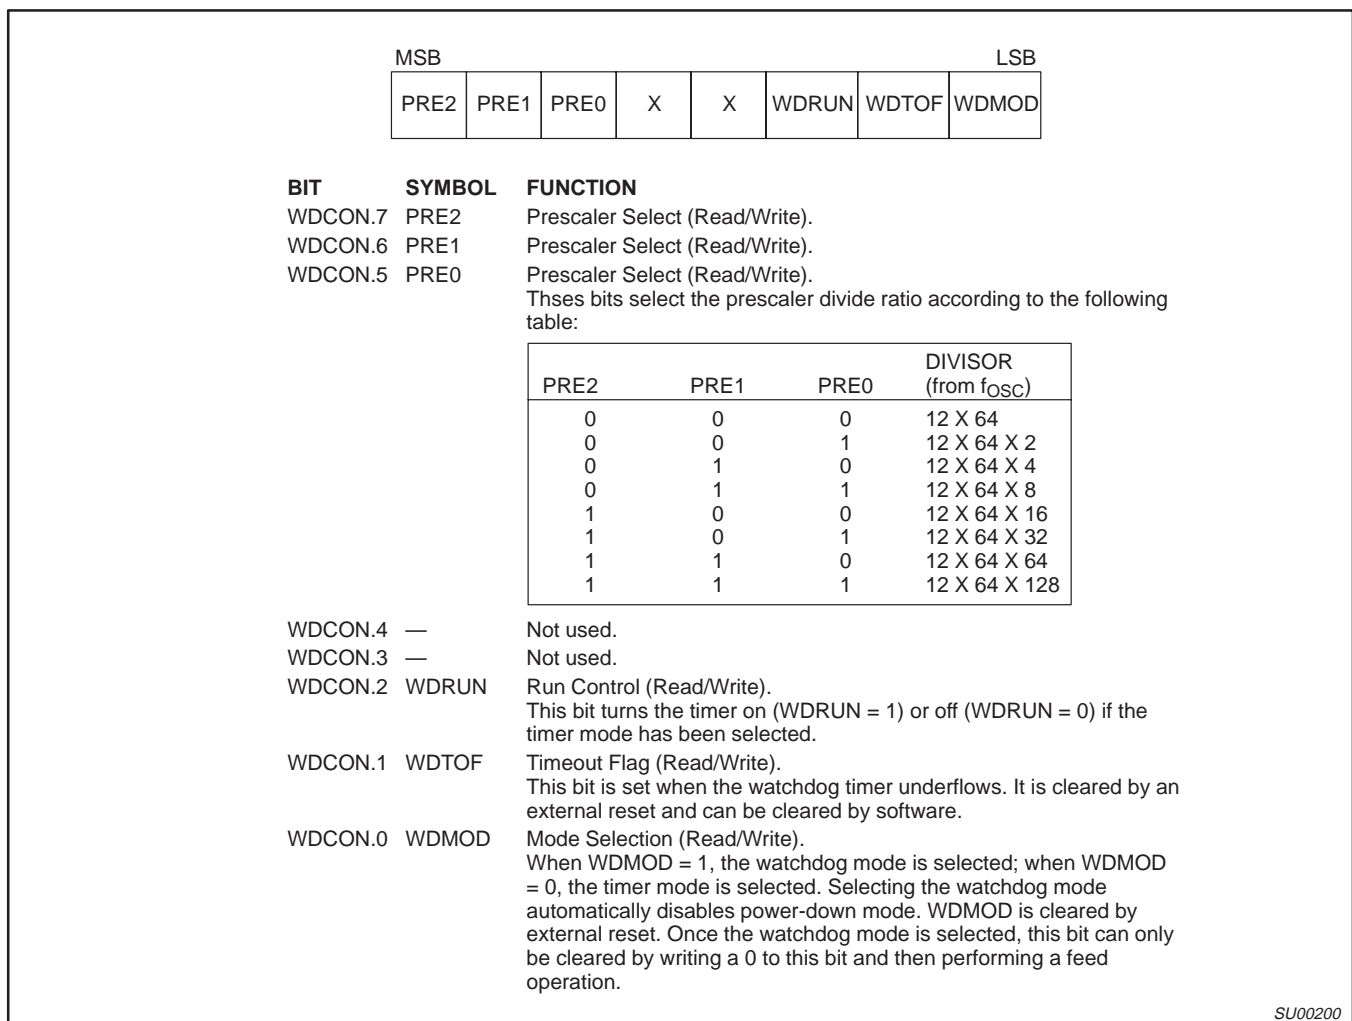 MSB LSB
PRE2 PRE1 PRE0 X X WDRUN WDTOF WDMOD
BIT SYMBOL FUNCTION
WDCON.7 PRE2 Prescaler Select (Read/Write).
WDCON.6 PRE1 Prescaler Select (Read/Write).
WDCON.5 PRE0 Prescaler Select (Read/Write).
Thses bits select the prescaler divide ratio according to the following
table:
DIVISOR
PRE2 PRE1 PRE0 (from fOSC)
0 0 0 12 X 64
0 0 1 12 X 64 X 2
0 1 0 12 X 64 X 4
0 1 1 12 X 64 X 8
1 0 0 12 X 64 X 16
1 0 1 12 X 64 X 32
1 1 0 12 X 64 X 64
1 1 1 12 X 64 X 128
WDCON.4 — Not used.
WDCON.3 — Not used.
WDCON.2 WDRUN Run Control (Read/Write).
This bit turns the timer on (WDRUN = 1) or off (WDRUN = 0) if the
timer mode has been selected.
WDCON.1 WDTOF Timeout Flag (Read/Write).
This bit is set when the watchdog timer underflows. It is cleared by an
external reset and can be cleared by software.
WDCON.0 WDMOD Mode Selection (Read/Write).
When WDMOD = 1, the watchdog mode is selected; when WDMOD
= 0, the timer mode is selected. Selecting the watchdog mode
automatically disables power-down mode. WDMOD is cleared by
external reset. Once the watchdog mode is selected, this bit can only
be cleared by writing a 0 to this bit and then performing a feed
operation.
SU00200